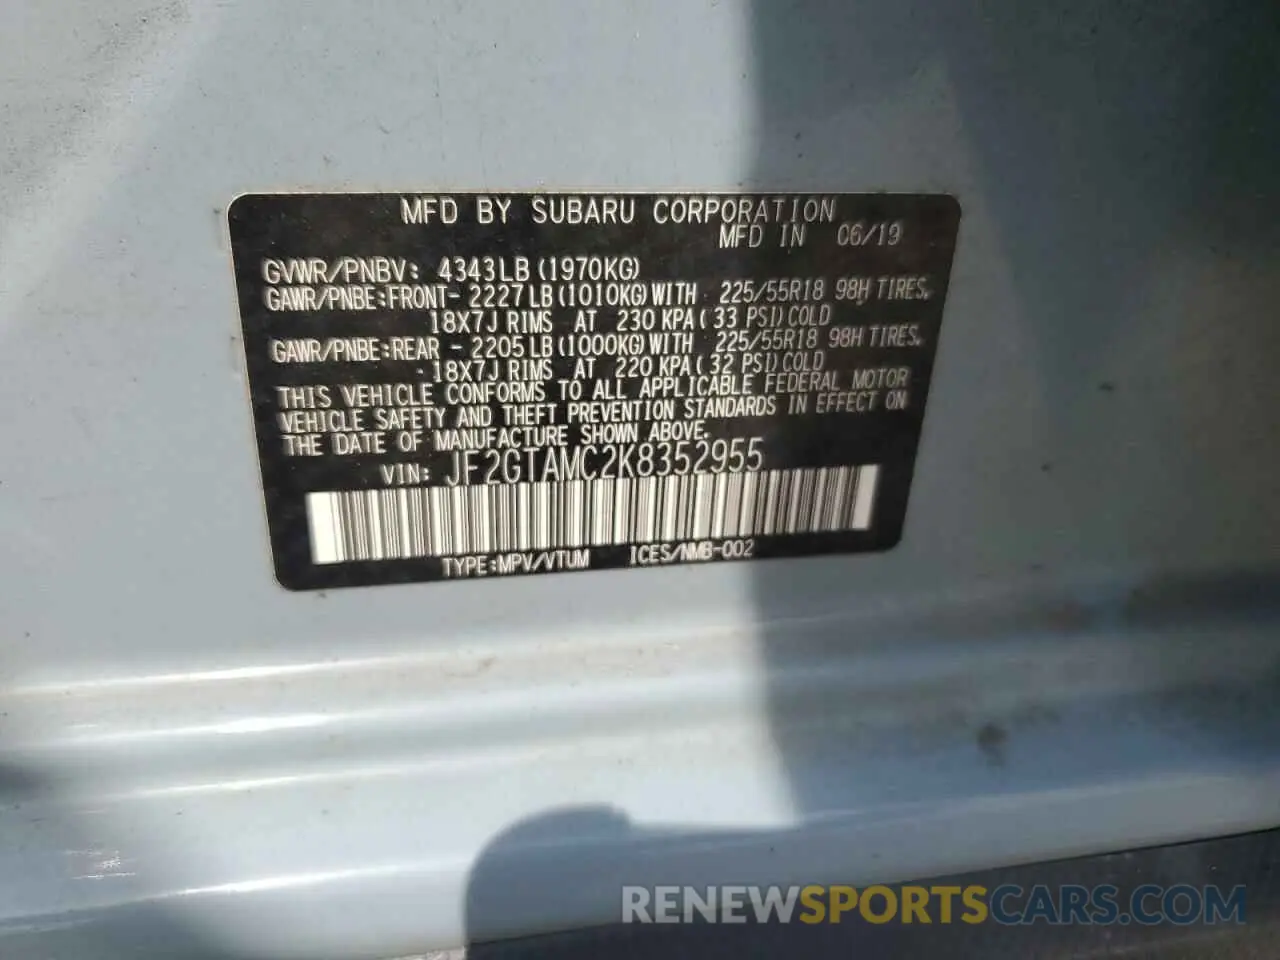 MFD BY SUBARU CORPORATION
MFD IN 06/19
GVWR/PNBV: 4343LB (1970KG)
GAWR/PNBE:FRONT- 2227LB(1010KG)WITH 225/55R18 98H TIRES,
18X7J RIMS AT 230 KPA( 33 PSI)COLD
GAWR/PNBE:REAR - 2205LB(1000KG)WITH 225/55R18 98H TIRES,
18X7J RIMS AT 220 KPA( 32 PSI)COLD
THIS VEHICLE CONFORMS TO ALL APPLICABLE FEDERAL MOTOR
VEHICLE SAFETY AND THEFT PREVENTION STANDARDS IN EFFECT ON
THE DATE OF MANUFACTURE SHOWN ABOVE.
VIN: JF2GTAMC2K8352955
TYPE:MPV/VTUM ICES/NMB-002
RENEWSPORTSCARS.COM